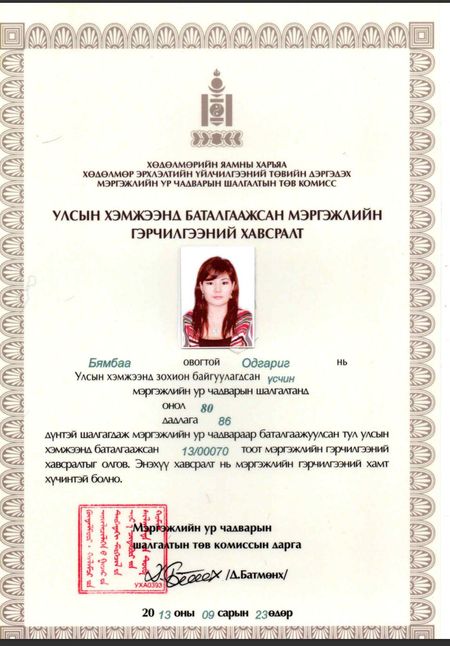 ХӨДӨЛМӨРИЙН ЯАМНЫ ХАРЪЯА
ХӨДӨЛМӨР ЭРХЛЭЛТИЙН ҮЙЛЧИЛГЭЭНИЙ ТӨВИЙН ДЭРГЭДЭХ
МЭРГЭЖЛИЙН УР ЧАДВАРЫН ШАЛГАЛТЫН ТӨВ КОМИСС
УЛСЫН ХЭМЖЭЭНД БАТАЛГААЖСАН МЭРГЭЖЛИЙН
ГЭРЧИЛГЭЭНИЙ ХАВСРАЛТ
Бямбаа овогтой Одгариг нь
Улсын хэмжээнд зохион байгуулагдсан үсчин
мэргэжлийн ур чадварын шалгалтанд
онол 80
дадлага 86
дүнтэй шалгагдаж мэргэжлийн ур чадвараар баталгаажуулсан тул улсын
хэмжээнд баталгаажсан 13/00070 тоот мэргэжлийн гэрчилгээний
хавсралтыг олгов. Энэхүү хавсралт нь мэргэжлийн гэрчилгээний хамт
хүчинтэй болно.
Мэргэжлийн ур чадварын
шалгалтын төв комиссын дарга
/Д.Батмөнх/
УХА0393
20 13 оны 09 сарын 23 өдөр